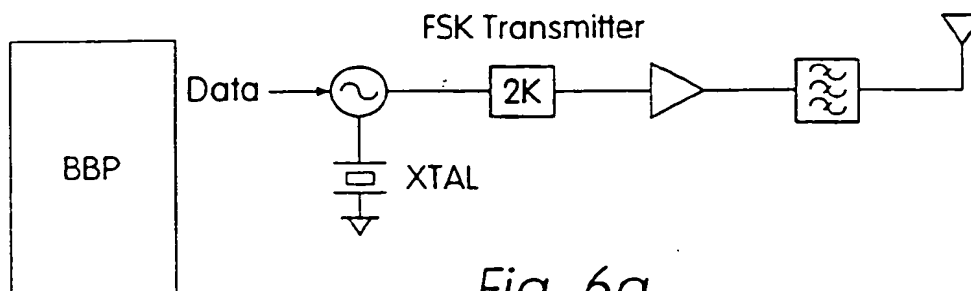 FSK Transmitter
Data
2K
BBP
XTAL
Fig. 6a